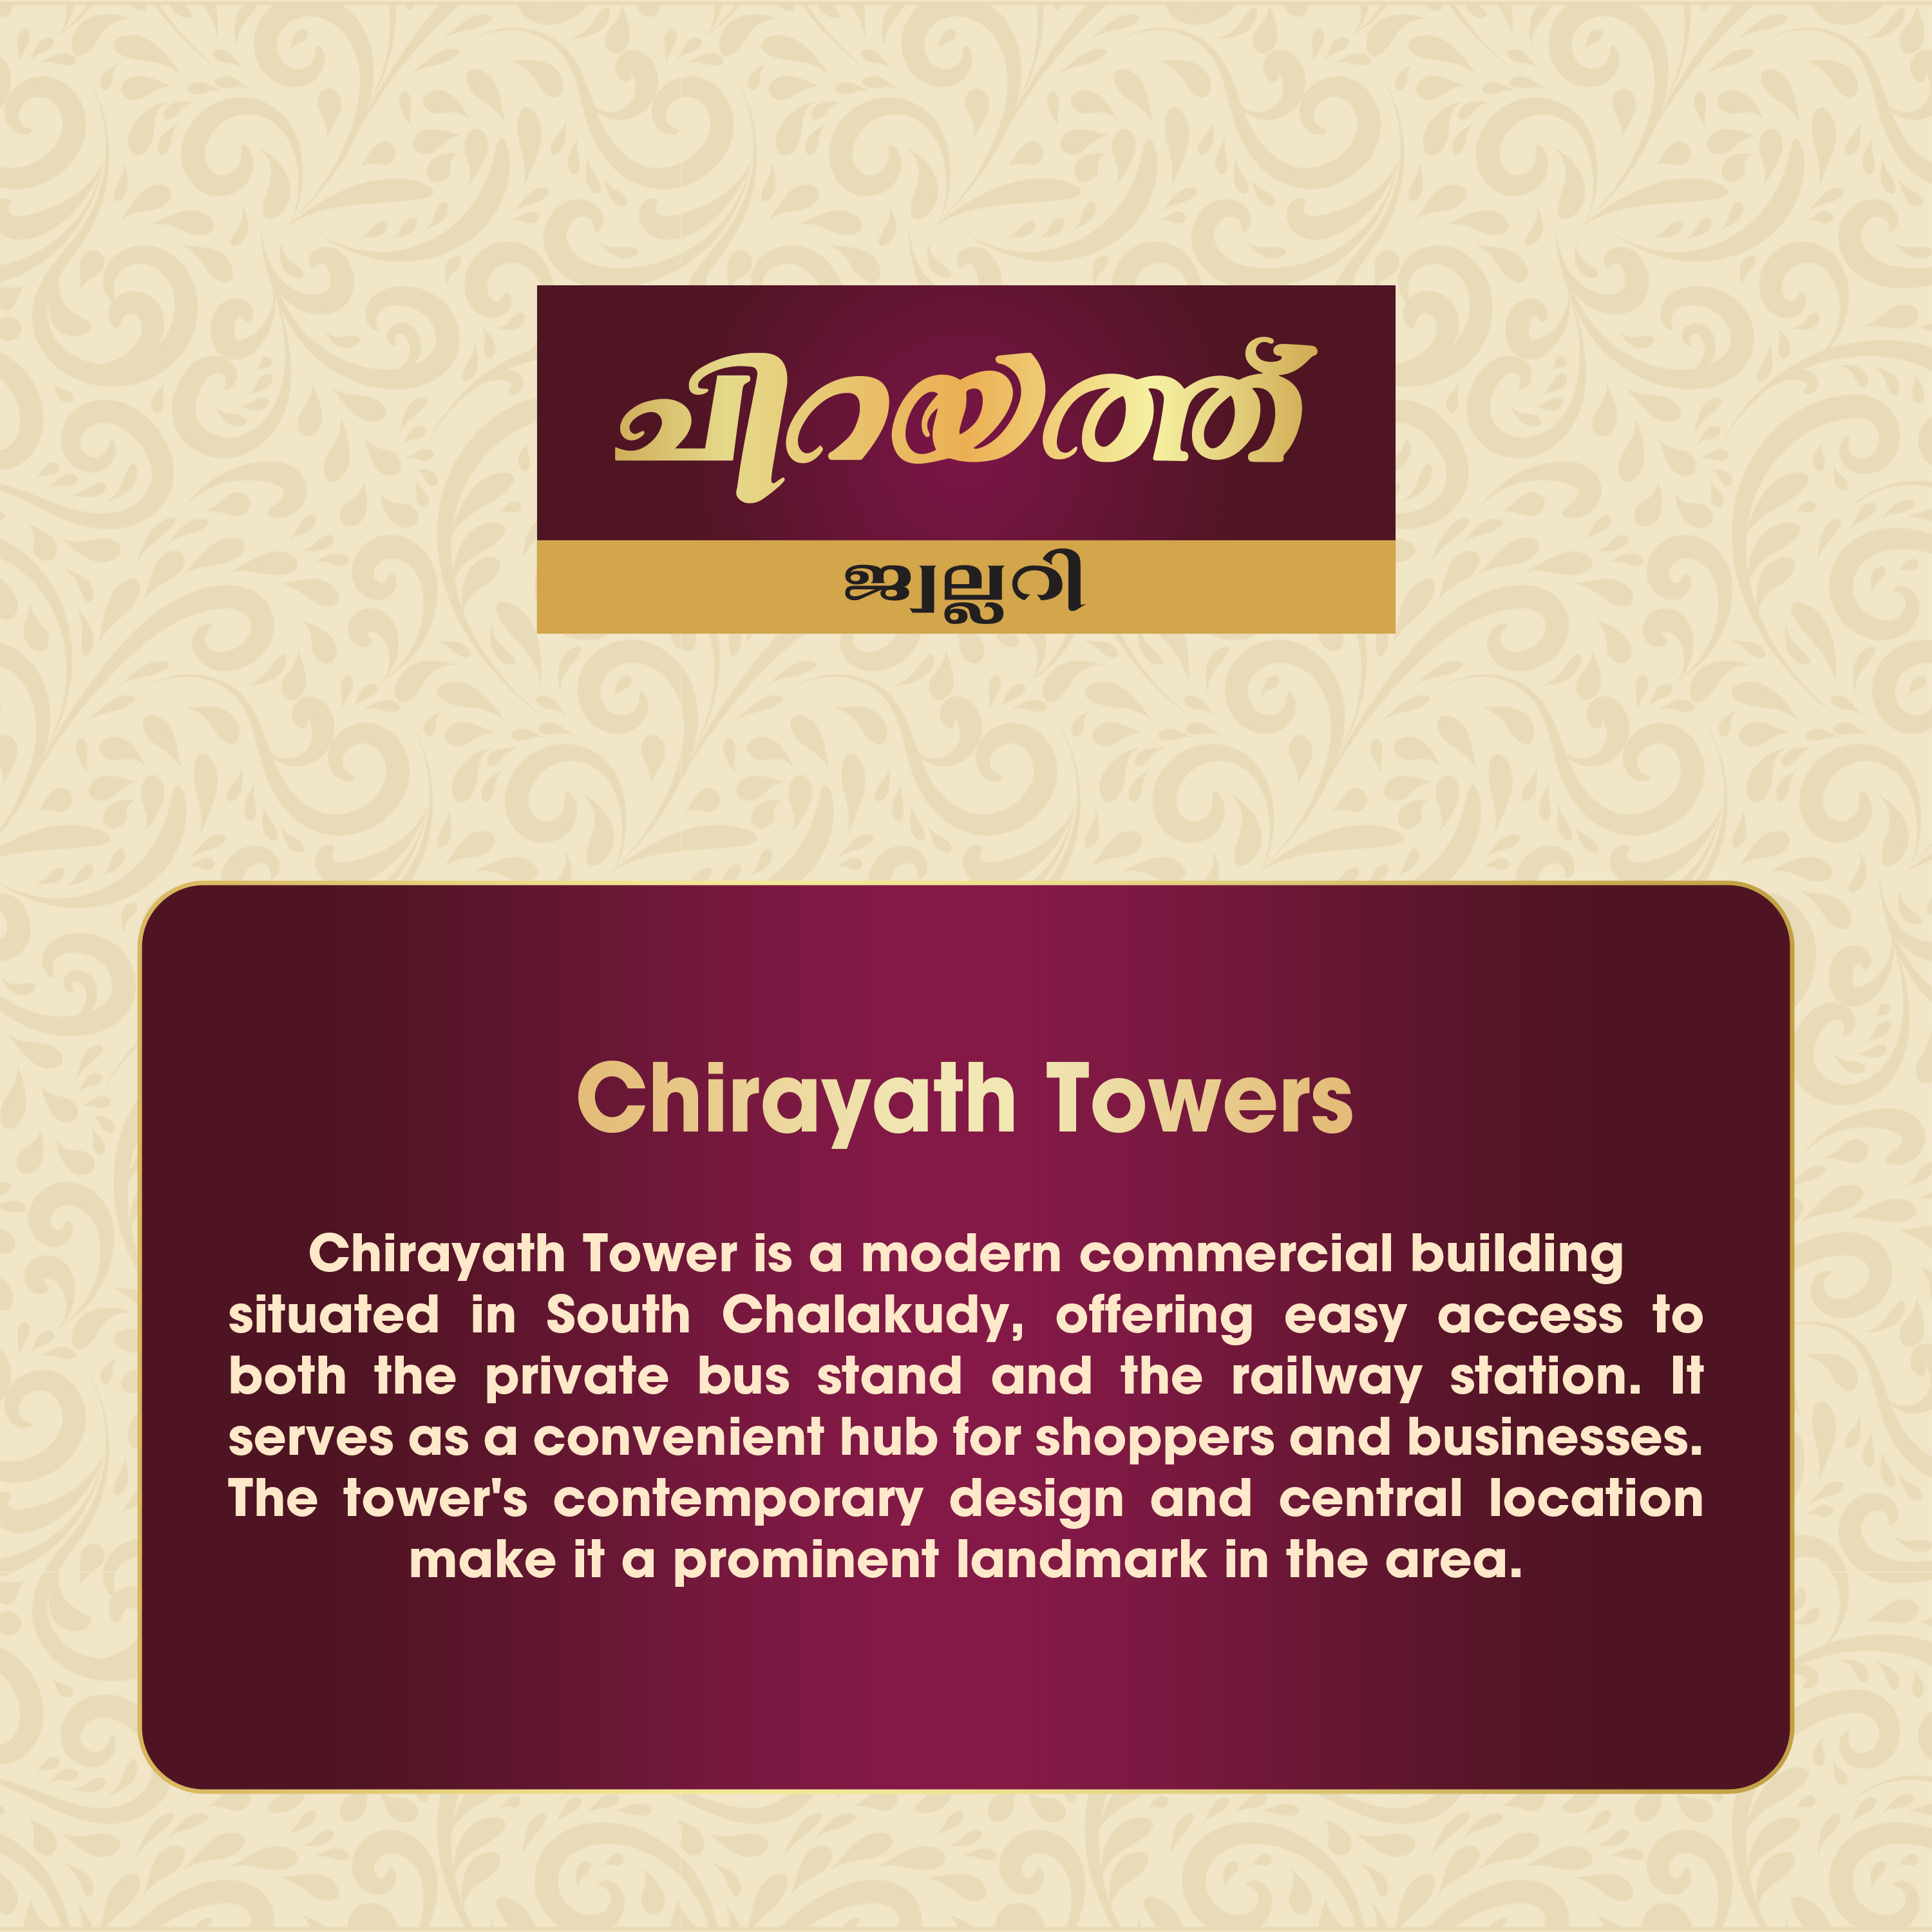 ചിറയത്ത്
ജ്വല്ലറി
Chirayath Towers
Chirayath Tower is a modern commercial building
situated in South Chalakudy, offering easy access to
both the private bus stand and the railway station. It
serves as a convenient hub for shoppers and businesses.
The tower's contemporary design and central location
make it a prominent landmark in the area.